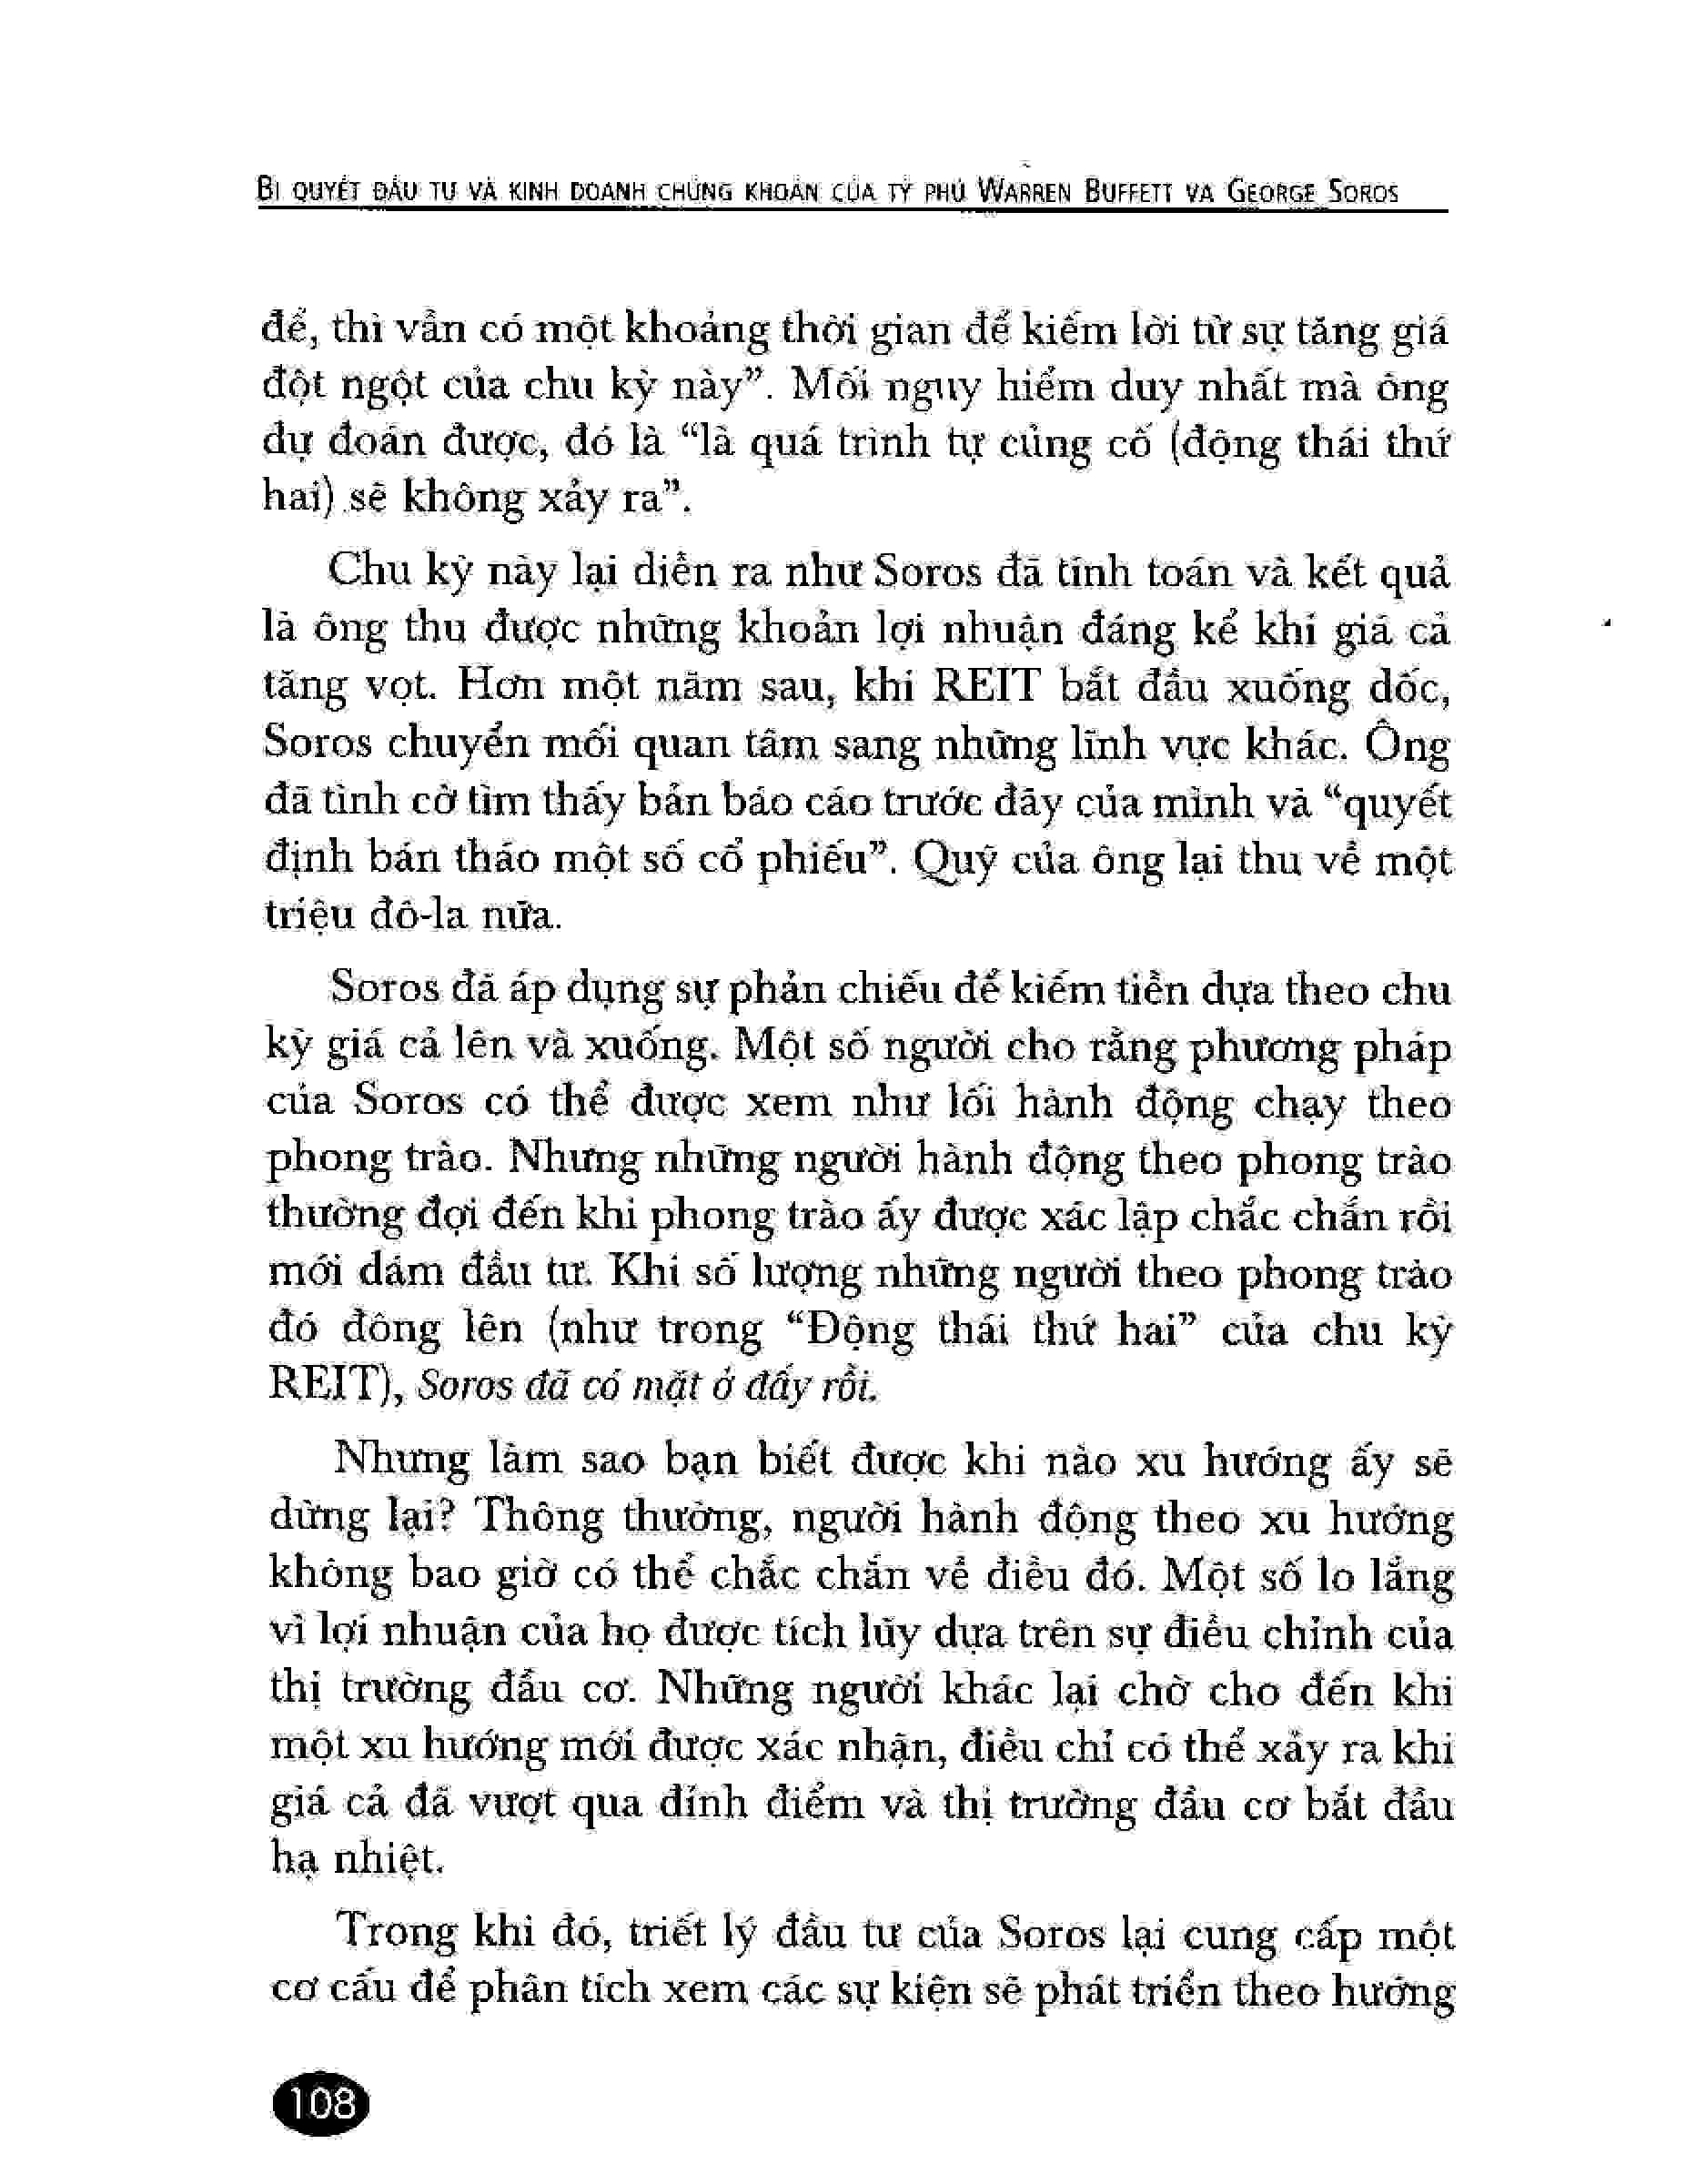 BÍ QUYẾT ĐẦU TƯ VÀ KINH DOANH CHỨNG KHOÁN CỦA TỶ PHÚ WARREN BUFFETT VÀ GEORGE SOROS
để, thì vẫn có một khoảng thời gian để kiếm lời từ sự tăng giá
đột ngột của chu kỳ này”. Mối nguy hiểm duy nhất mà ông
dự đoán được, đó là “là quá trình tự củng cố (động thái thứ
hai) sẽ không xảy ra”.
Chu kỳ này lại diễn ra như Soros đã tính toán và kết quả
là ông thu được những khoản lợi nhuận đáng kể khi giá cả
tăng vọt. Hơn một năm sau, khi REIT bắt đầu xuống dốc,
Soros chuyển mối quan tâm sang những lĩnh vực khác. Ông
đã tình cờ tìm thấy bản báo cáo trước đây của mình và “quyết
định bán tháo một số cổ phiếu”. Quỹ của ông lại thu về một
triệu đô-la nữa.
Soros đã áp dụng sự phản chiếu để kiếm tiền dựa theo chu
kỳ giá cả lên và xuống. Một số người cho rằng phương pháp
của Soros có thể được xem như lối hành động chạy theo
phong trào. Nhưng những người hành động theo phong trào
thường đợi đến khi phong trào ấy được xác lập chắc chắn rồi
mới dám đầu tư. Khi số lượng những người theo phong trào
đó đông lên (như trong “Động thái thứ hai” của chu kỳ
REIT), Soros đã có mặt ở đấy rồi.
Nhưng làm sao bạn biết được khi nào xu hướng ấy sẽ
dừng lại? Thông thường, người hành động theo xu hướng
không bao giờ có thể chắc chắn về điều đó. Một số lo lắng
vì lợi nhuận của họ được tích lũy dựa trên sự điều chỉnh của
thị trường đầu cơ. Những người khác lại chờ cho đến khi
một xu hướng mới được xác nhận, điều chỉ có thể xảy ra khi
giá cả đã vượt qua đỉnh điểm và thị trường đầu cơ bắt đầu
hạ nhiệt.
Trong khi đó, triết lý đầu tư của Soros lại cung cấp một
cơ cấu để phân tích xem các sự kiện sẽ phát triển theo hướng
108